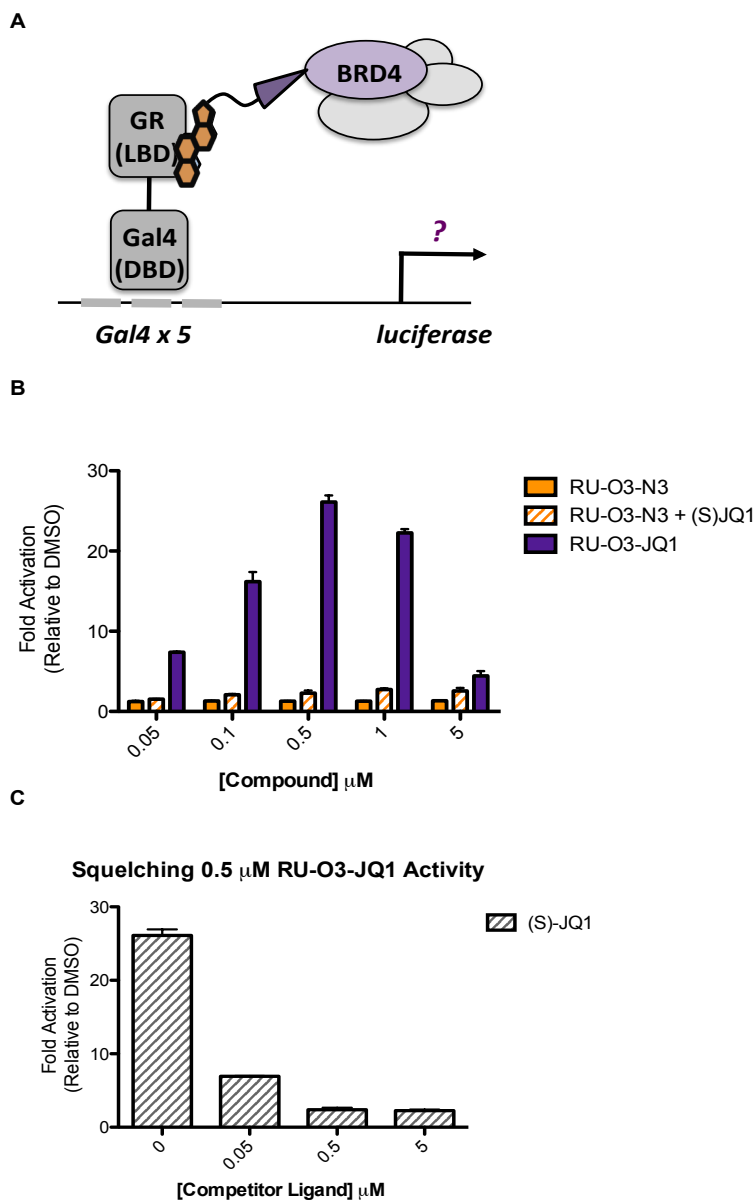 A
BRD4
GR
(LBD)
Gal4
(DBD)
?
Gal4 x 5
luciferase
B
Fold Activation
(Relative to DMSO)
30
20
10
0
0.05
0.1
0.5
1
5
[Compound] μM
RU-O3-N3
RU-O3-N3 + (S)JQ1
RU-O3-JQ1
C
Squelching 0.5 μM RU-O3-JQ1 Activity
Fold Activation
(Relative to DMSO)
30
20
10
0
0
0.05
0.5
5
[Competitor Ligand] μM
(S)-JQ1